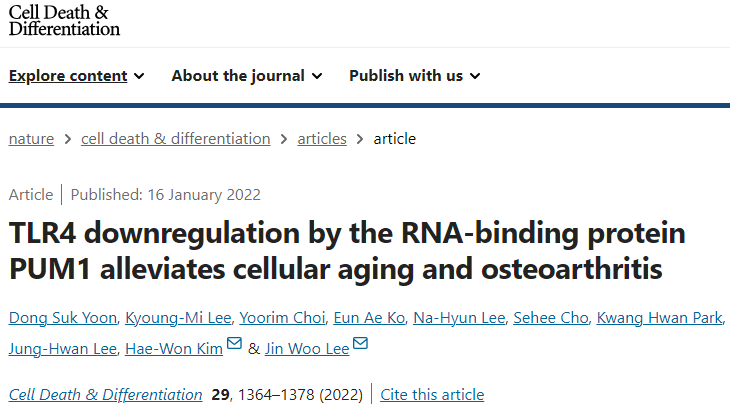 Cell Death &
Differentiation
Explore content
About the journal
Publish with us
nature > cell death & differentiation > articles > article
Article | Published: 16 January 2022
TLR4 downregulation by the RNA-binding protein
PUM1 alleviates cellular aging and osteoarthritis
Dong Suk Yoon, Kyoung-Mi Lee, Yoorim Choi, Eun Ae Ko, Na-Hyun Lee, Sehee Cho, Kwang Hwan Park,
Jung-Hwan Lee, Hae-Won Kim & Jin Woo Lee
Cell Death & Differentiation 29, 1364–1378 (2022) | Cite this article